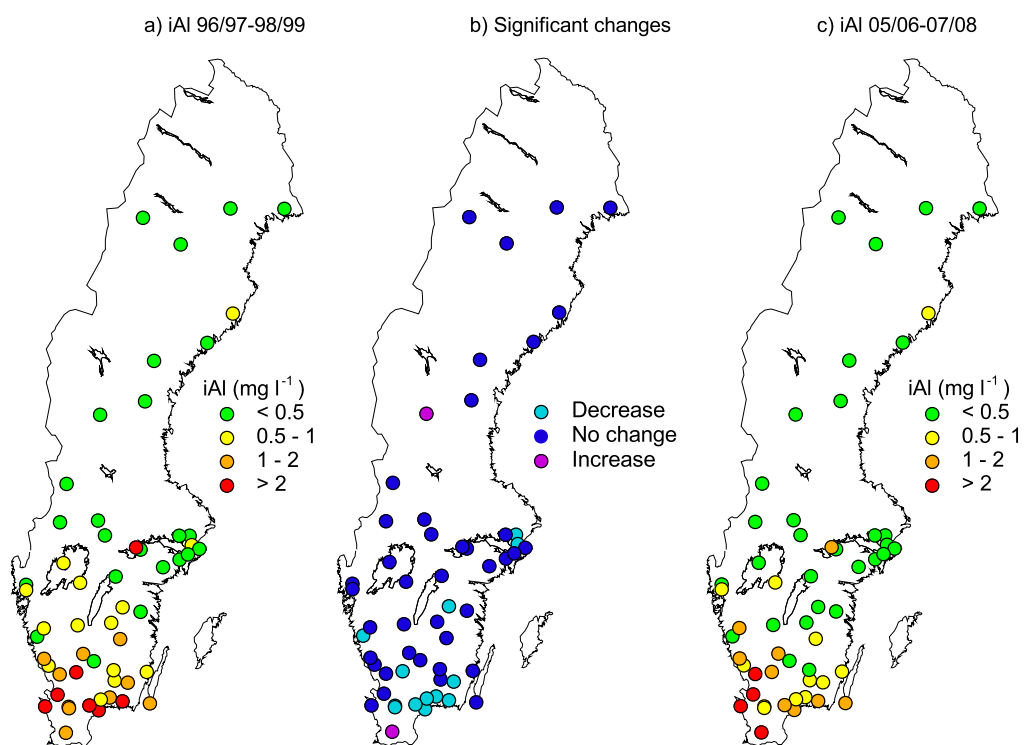 a) iAl 96/97-98/99
b) Significant changes
c) iAl 05/06-07/08
iAl (mg l⁻¹)
< 0.5
0.5 - 1
1 - 2
> 2
Decrease
No change
Increase
iAl (mg l⁻¹)
< 0.5
0.5 - 1
1 - 2
> 2